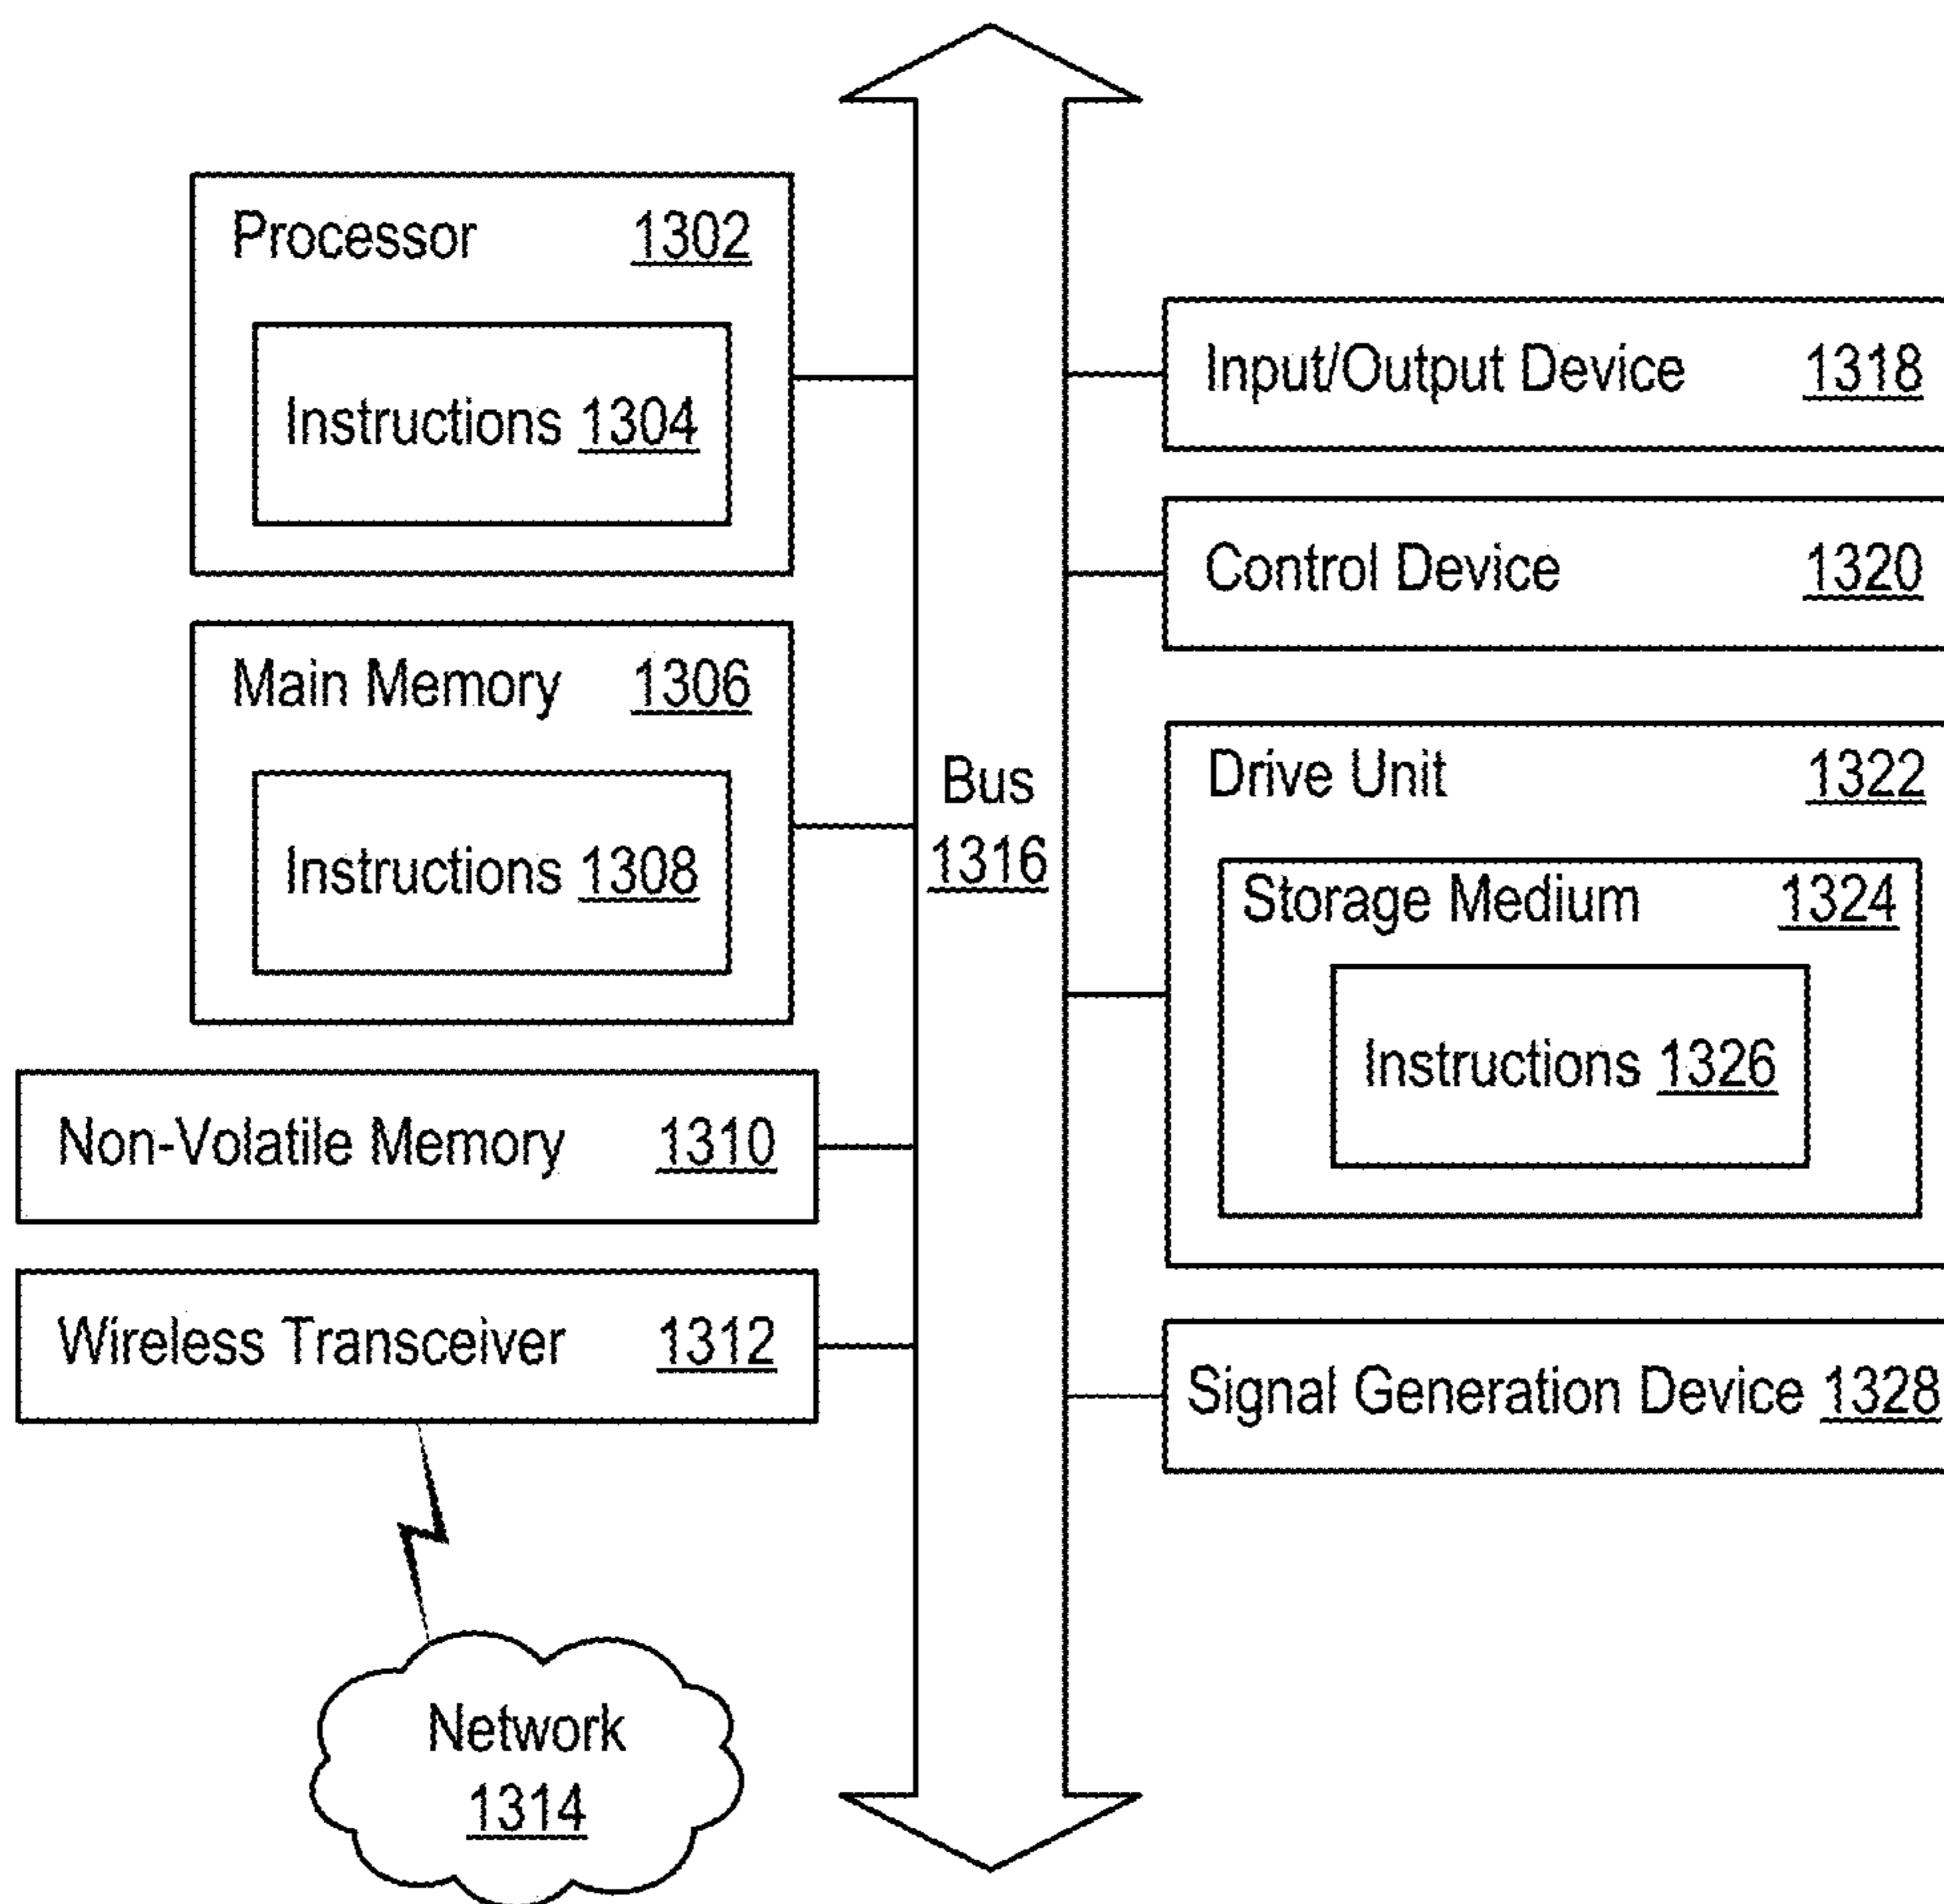 Processor 1302
Instructions 1304
Main Memory 1306
Instructions 1308
Non-Volatile Memory 1310
Wireless Transceiver 1312
Network
1314
Bus
1316
Input/Output Device 1318
Control Device 1320
Drive Unit 1322
Storage Medium 1324
Instructions 1326
Signal Generation Device 1328